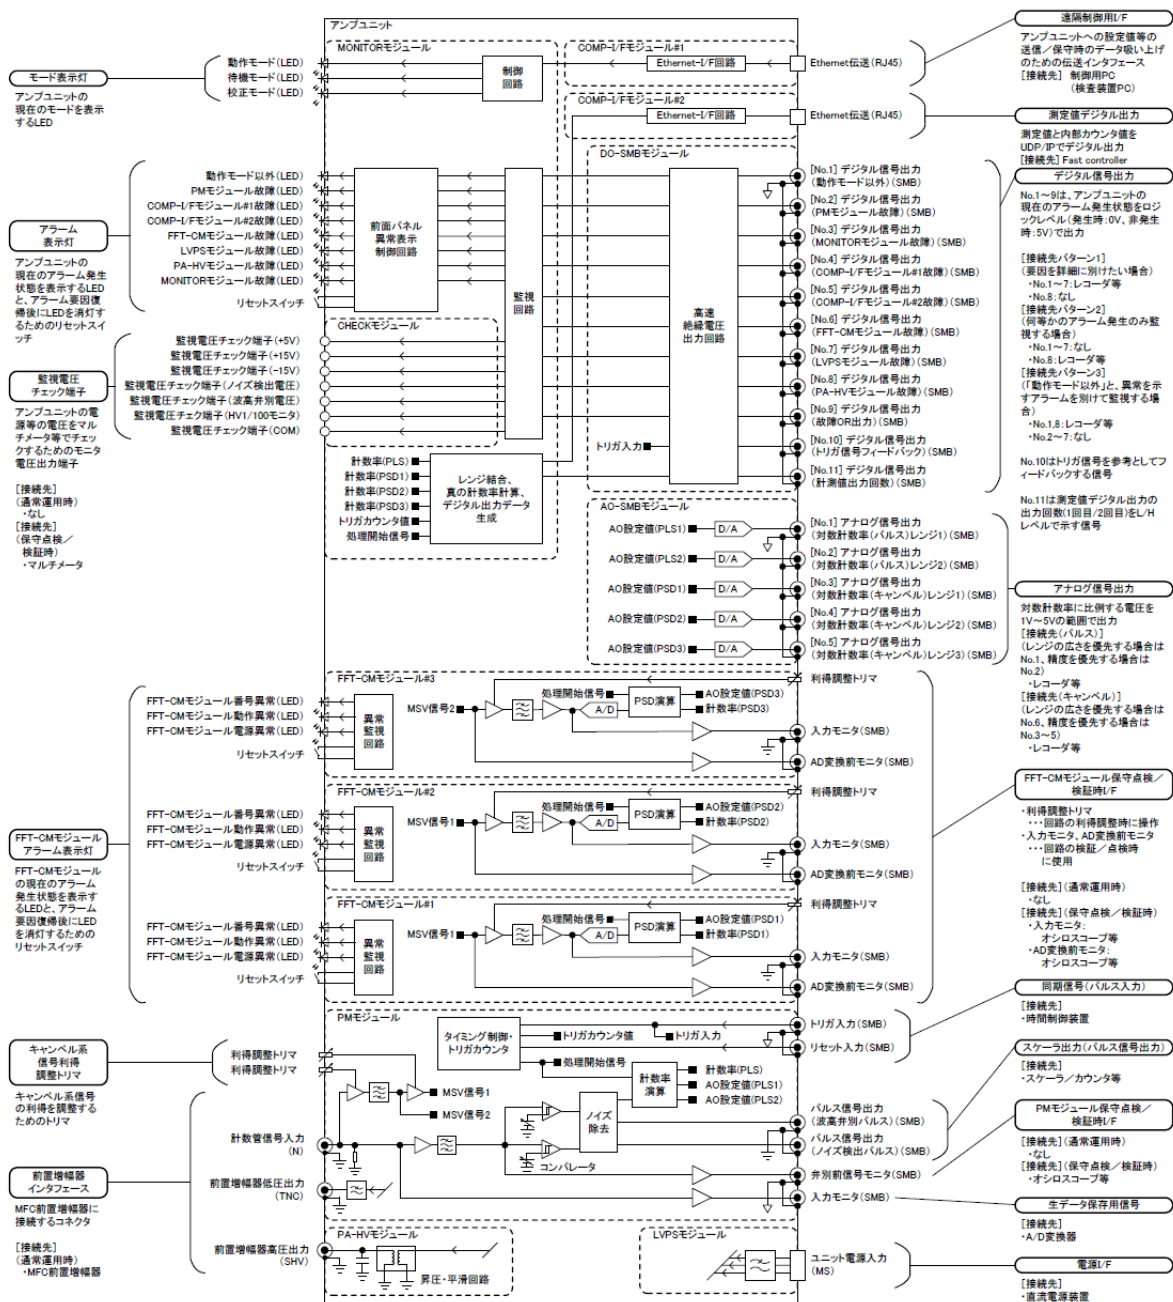 アンプユニット
MONITORモジュール
動作モード(LED)
待機モード(LED)
校正モード(LED)
制御
回路
モード表示灯
アンプユニットの
現在のモードを表示
するLED
COMP-I/Fモジュール#1
Ethernet-I/F回路
Ethernet伝送(RJ45)
COMP-I/Fモジュール#2
Ethernet-I/F回路
Ethernet伝送(RJ45)
遠隔制御用I/F
アンプユニットへの設定値等の
送信/保守時のデータ吸い上げ
のための伝送インタフェース
[接続先] 制御用PC
(検査装置PC)
測定値デジタル出力
測定値と内部カウンタ値を
UDP/IPでデジタル出力
[接続先] Fast controller
動作モード以外(LED)
PMモジュール故障(LED)
COMP-I/Fモジュール#1故障(LED)
COMP-I/Fモジュール#2故障(LED)
FFT-CMモジュール故障(LED)
LVPSモジュール故障(LED)
PA-HVモジュール故障(LED)
MONITORモジュール故障(LED)
リセットスイッチ
前面パネル
異常表示
制御回路
監視
回路
アラーム
表示灯
アンプユニットの
現在のアラーム発生
状態を表示するLED
と、アラーム要因復
帰後にLEDを消灯す
るためのリセットスイ
ッチ
CHECKモジュール
監視電圧チェック端子(+5V)
監視電圧チェック端子(+15V)
監視電圧チェック端子(-15V)
監視電圧チェック端子(ノイズ検出電圧)
監視電圧チェック端子(波高弁別電圧)
監視電圧チェク端子(HV1/100モニタ)
監視電圧チェック端子(COM)
監視電圧
チェック端子
アンプユニットの電
源等の電圧をマル
チメータ等でチェッ
クするためのモニタ
電圧出力端子
[接続先]
(通常運用時)
・なし
[接続先]
(保守点検/
検証時)
・マルチメータ
計数率(PLS)
計数率(PSD1)
計数率(PSD2)
計数率(PSD3)
トリガカウンタ値
処理開始信号
レンジ結合、
真の計数率計算、
デジタル出力データ
生成
DO-SMBモジュール
高速
絶縁電圧
出力回路
トリガ入力
[No.1] デジタル信号出力
(動作モード以外)(SMB)
[No.2] デジタル信号出力
(PMモジュール故障)(SMB)
[No.3] デジタル信号出力
(MONITORモジュール故障)(SMB)
[No.4] デジタル信号出力
(COMP-I/Fモジュール#1故障)(SMB)
[No.5] デジタル信号出力
(COMP-I/Fモジュール#2故障)(SMB)
[No.6] デジタル信号出力
(FFT-CMモジュール故障)(SMB)
[No.7] デジタル信号出力
(LVPSモジュール故障)(SMB)
[No.8] デジタル信号出力
(PA-HVモジュール故障)(SMB)
[No.9] デジタル信号出力
(故障OR出力)(SMB)
[No.10] デジタル信号出力
(トリガ信号フィードバック)(SMB)
[No.11] デジタル信号出力
(計測値出力回数)(SMB)
デジタル信号出力
No.1~9は、アンプユニットの
現在のアラーム発生状態をロジ
ックレベル(発生時:0V、非発生
時:5V)で出力
[接続先パターン1]
(要因を詳細に別けたい場合)
・No.1~7:レコーダ等
・No.8:なし
[接続先パターン2]
(何等かのアラーム発生のみ監
視する場合)
・No.1~7:なし
・No.8:レコーダ等
[接続先パターン3]
(「動作モード以外」と、異常を示
すアラームを別けて監視する場
合)
・No.1,8:レコーダ等
・No.2~7:なし
No.10はトリガ信号を参考としてフ
ィードバックする信号
No.11は測定値デジタル出力の
出力回数(1回目/2回目)をL/H
レベルで示す信号
AO-SMBモジュール
AO設定値(PLS1)
D/A
AO設定値(PLS2)
D/A
AO設定値(PSD1)
D/A
AO設定値(PSD2)
D/A
AO設定値(PSD3)
D/A
[No.1] アナログ信号出力
(対数計数率(パルス)レンジ1)(SMB)
[No.2] アナログ信号出力
(対数計数率(パルス)レンジ2)(SMB)
[No.3] アナログ信号出力
(対数計数率(キャンベル)レンジ1)(SMB)
[No.4] アナログ信号出力
(対数計数率(キャンベル)レンジ2)(SMB)
[No.5] アナログ信号出力
(対数計数率(キャンベル)レンジ3)(SMB)
アナログ信号出力
対数計数率に比例する電圧を
1V~5Vの範囲で出力
[接続先(パルス)]
(レンジの広さを優先する場合は
No.1、精度を優先する場合は
No.2)
・レコーダ等
[接続先(キャンベル)]
(レンジの広さを優先する場合は
No.6、精度を優先する場合は
No.3~5)
・レコーダ等
FFT-CMモジュール#3
FFT-CMモジュール番号異常(LED)
FFT-CMモジュール動作異常(LED)
FFT-CMモジュール電源異常(LED)
リセットスイッチ
異常
監視
回路
MSV信号2
処理開始信号
A/D
PSD演算
AO設定値(PSD3)
計数率(PSD3)
利得調整トリマ
入力モニタ(SMB)
AD変換前モニタ(SMB)
FFT-CMモジュール#2
FFT-CMモジュール番号異常(LED)
FFT-CMモジュール動作異常(LED)
FFT-CMモジュール電源異常(LED)
リセットスイッチ
異常
監視
回路
MSV信号1
処理開始信号
A/D
PSD演算
AO設定値(PSD2)
計数率(PSD2)
利得調整トリマ
入力モニタ(SMB)
AD変換前モニタ(SMB)
FFT-CMモジュール#1
FFT-CMモジュール番号異常(LED)
FFT-CMモジュール動作異常(LED)
FFT-CMモジュール電源異常(LED)
リセットスイッチ
異常
監視
回路
MSV信号1
処理開始信号
A/D
PSD演算
AO設定値(PSD1)
計数率(PSD1)
利得調整トリマ
入力モニタ(SMB)
AD変換前モニタ(SMB)
FFT-CMモジュール
アラーム表示灯
FFT-CMモジュール
の現在のアラーム
発生状態を表示す
るLEDと、アラーム
要因復帰後にLED
を消灯するための
リセットスイッチ
FFT-CMモジュール保守点検/
検証時I/F
・利得調整トリマ
・・・回路の利得調整時に操作
・入力モニタ、AD変換前モニタ
・・・回路の検証/点検時
に使用
[接続先](通常運用時)
・なし
[接続先](保守点検/検証時)
・入力モニタ:
オシロスコープ等
・AD変換前モニタ:
オシロスコープ等
PMモジュール
タイミング制御・
トリガカウンタ
トリガカウンタ値
トリガ入力
処理開始信号
計数率
演算
計数率(PLS)
AO設定値(PLS1)
AO設定値(PLS2)
トリガ入力(SMB)
リセット入力(SMB)
同期信号(パルス入力)
[接続先]
・時間制御装置
キャンベル系
信号利得
調整トリマ
キャンベル系信号
の利得を調整する
ためのトリマ
利得調整トリマ
利得調整トリマ
MSV信号1
MSV信号2
計数管信号入力
(N)
コンパレータ
ノイズ
除去
パルス信号出力
(波高弁別パルス)(SMB)
パルス信号出力
(ノイズ検出パルス)(SMB)
弁別前信号モニタ(SMB)
入力モニタ(SMB)
スケーラ出力(パルス信号出力)
[接続先]
・スケーラ/カウンタ等
PMモジュール保守点検/
検証時I/F
[接続先](通常運用時)
・なし
[接続先](保守点検/検証時)
・オシロスコープ等
生データ保存用信号
[接続先]
・A/D変換器
前置増幅器
インタフェース
MFC前置増幅器に
接続するコネクタ
[接続先]
(通常運用時)
・MFC前置増幅器
前置増幅器低圧出力
(TNC)
PA-HVモジュール
前置増幅器高圧出力
(SHV)
昇圧・平滑回路
LVPSモジュール
ユニット電源入力
(MS)
電源I/F
[接続先]
・直流電源装置